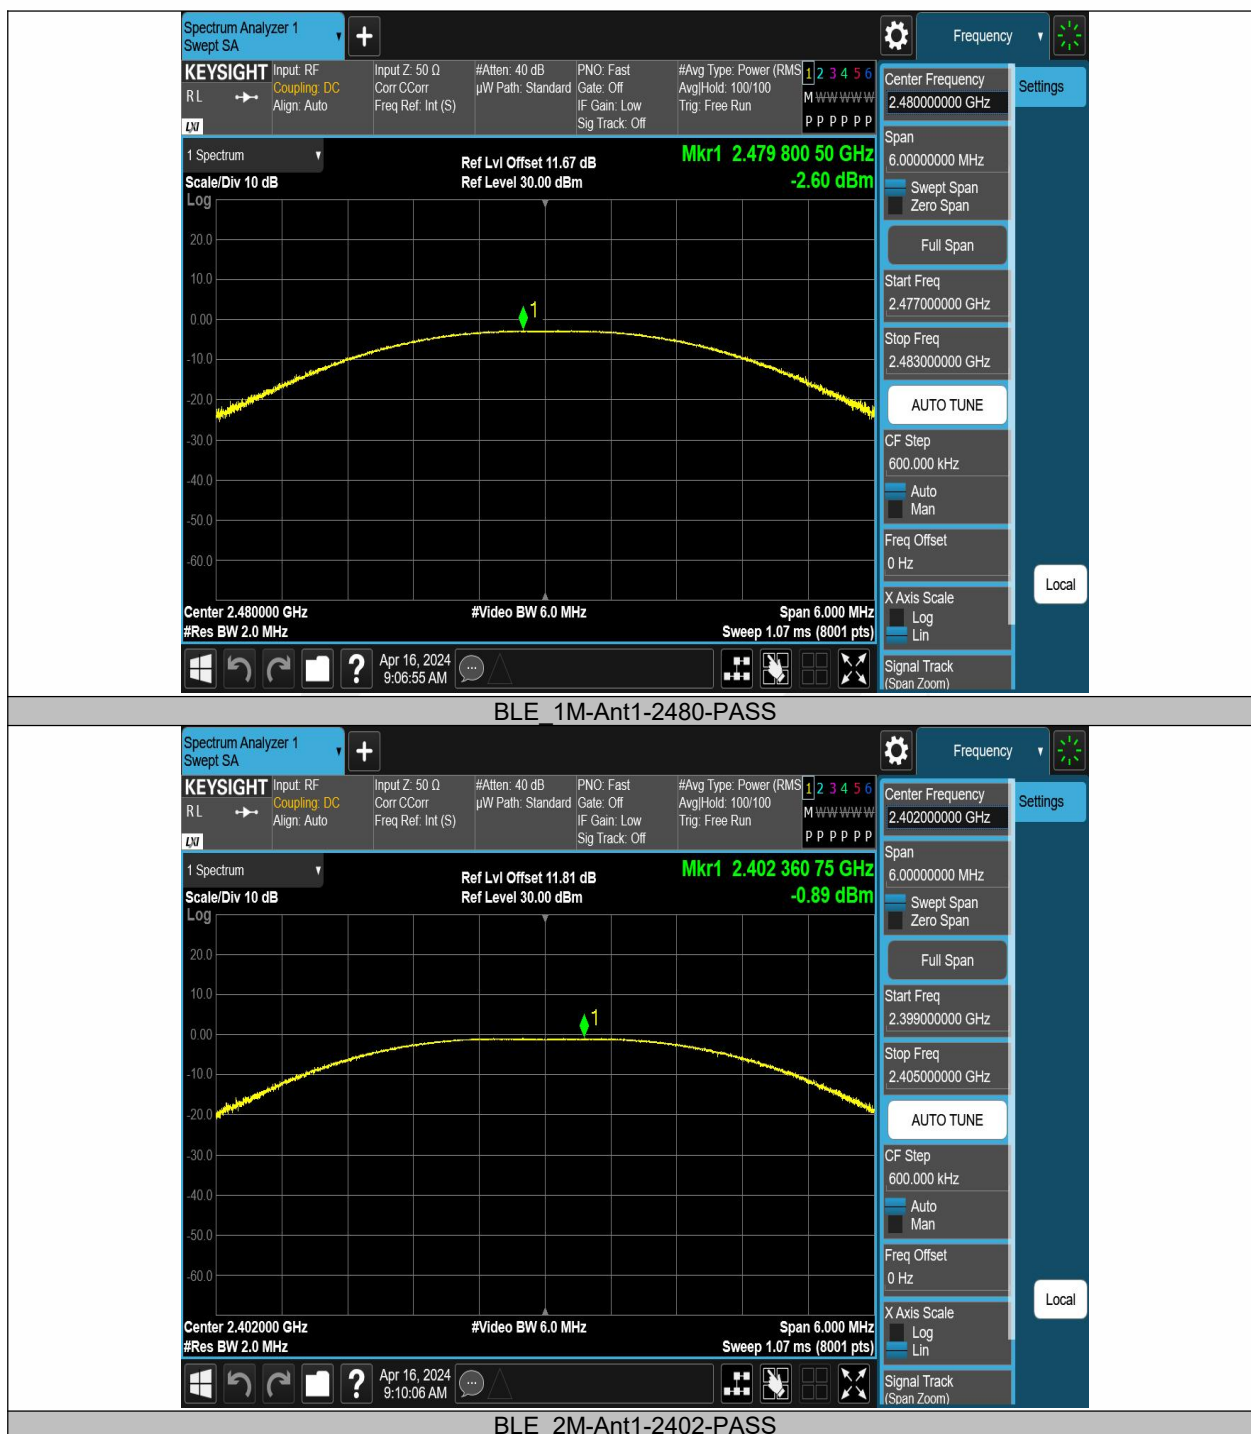 Spectrum Analyzer 1
Swept SA
Frequency
KEYSIGHT
R L
LXI
Input: RF
Coupling: DC
Align: Auto
Input Z: 50 Ω
Corr CCorr
Freq Ref: Int (S)
#Atten: 40 dB
µW Path: Standard
PNO: Fast
Gate: Off
IF Gain: Low
Sig Track: Off
#Avg Type: Power (RMS
Avg|Hold: 100/100
Trig: Free Run
1 2 3 4 5 6
M W W W W W
P P P P P P
1 Spectrum
Scale/Div 10 dB
Log
Ref Lvl Offset 11.67 dB
Ref Level 30.00 dBm
Mkr1 2.479 800 50 GHz
-2.60 dBm
20.0
10.0
0.00
-10.0
-20.0
-30.0
-40.0
-50.0
-60.0
1
Center 2.480000 GHz
#Res BW 2.0 MHz
#Video BW 6.0 MHz
Span 6.000 MHz
Sweep 1.07 ms (8001 pts)
?
Apr 16, 2024
9:06:55 AM
Center Frequency
2.480000000 GHz
Span
6.00000000 MHz
Swept Span
Zero Span
Full Span
Start Freq
2.477000000 GHz
Stop Freq
2.483000000 GHz
AUTO TUNE
CF Step
600.000 kHz
Auto
Man
Freq Offset
0 Hz
X Axis Scale
Log
Lin
Signal Track
(Span Zoom)
Settings
Local
BLE_1M-Ant1-2480-PASS
Spectrum Analyzer 1
Swept SA
Frequency
KEYSIGHT
R L
LXI
Input: RF
Coupling: DC
Align: Auto
Input Z: 50 Ω
Corr CCorr
Freq Ref: Int (S)
#Atten: 40 dB
µW Path: Standard
PNO: Fast
Gate: Off
IF Gain: Low
Sig Track: Off
#Avg Type: Power (RMS
Avg|Hold: 100/100
Trig: Free Run
1 2 3 4 5 6
M W W W W W
P P P P P P
1 Spectrum
Scale/Div 10 dB
Log
Ref Lvl Offset 11.81 dB
Ref Level 30.00 dBm
Mkr1 2.402 360 75 GHz
-0.89 dBm
20.0
10.0
0.00
-10.0
-20.0
-30.0
-40.0
-50.0
-60.0
1
Center 2.402000 GHz
#Res BW 2.0 MHz
#Video BW 6.0 MHz
Span 6.000 MHz
Sweep 1.07 ms (8001 pts)
?
Apr 16, 2024
9:10:06 AM
Center Frequency
2.402000000 GHz
Span
6.00000000 MHz
Swept Span
Zero Span
Full Span
Start Freq
2.399000000 GHz
Stop Freq
2.405000000 GHz
AUTO TUNE
CF Step
600.000 kHz
Auto
Man
Freq Offset
0 Hz
X Axis Scale
Log
Lin
Signal Track
(Span Zoom)
Settings
Local
BLE_2M-Ant1-2402-PASS